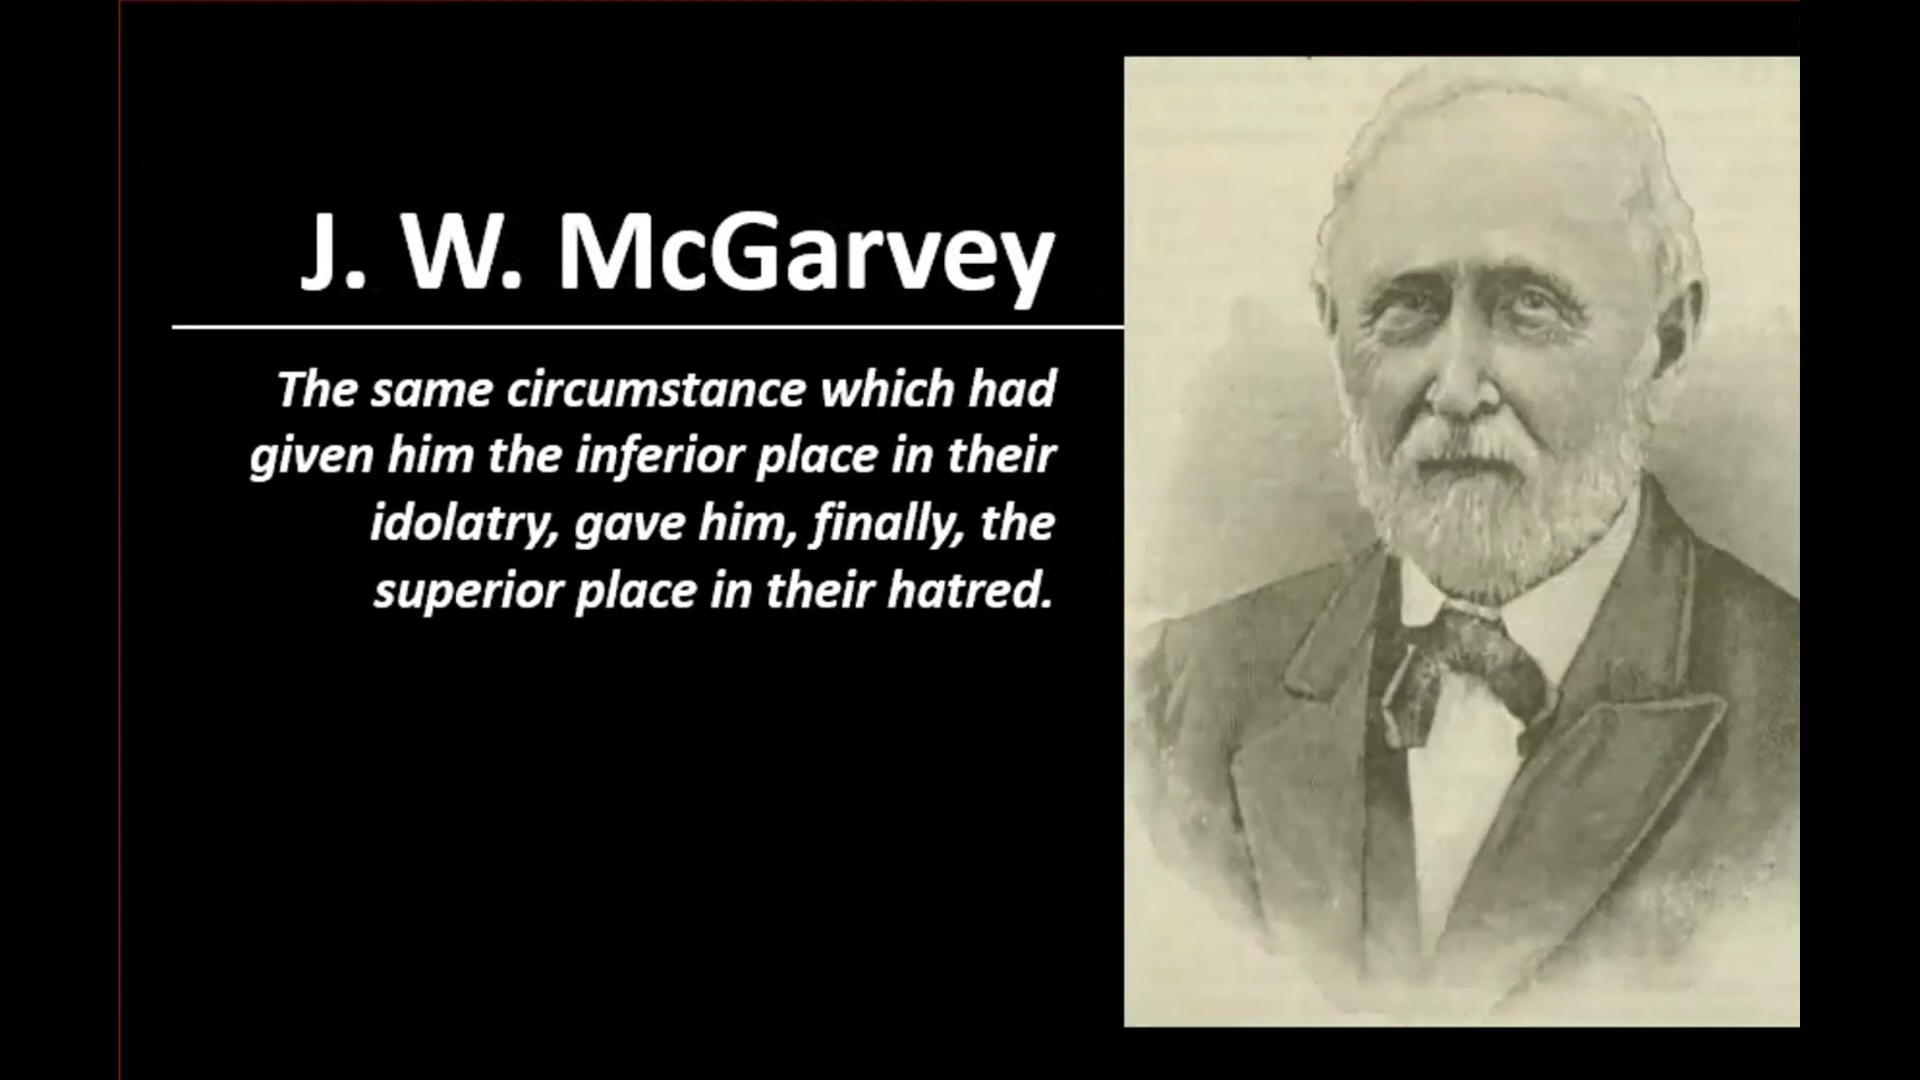 J. W. McGarvey
The same circumstance which had
given him the inferior place in their
idolatry, gave him, finally, the
superior place in their hatred.